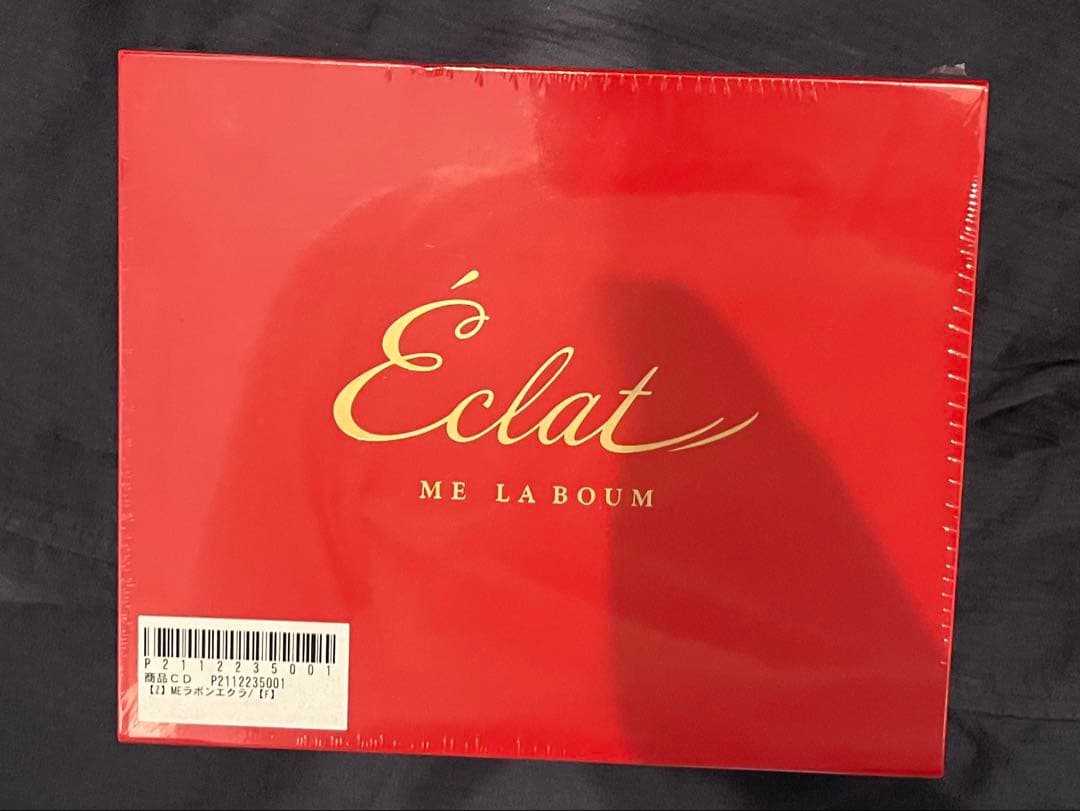 Éclat
ME LA BOUM
P2112235001
商品CD P2112235001
【Z】MEラボンエクラ/【F】